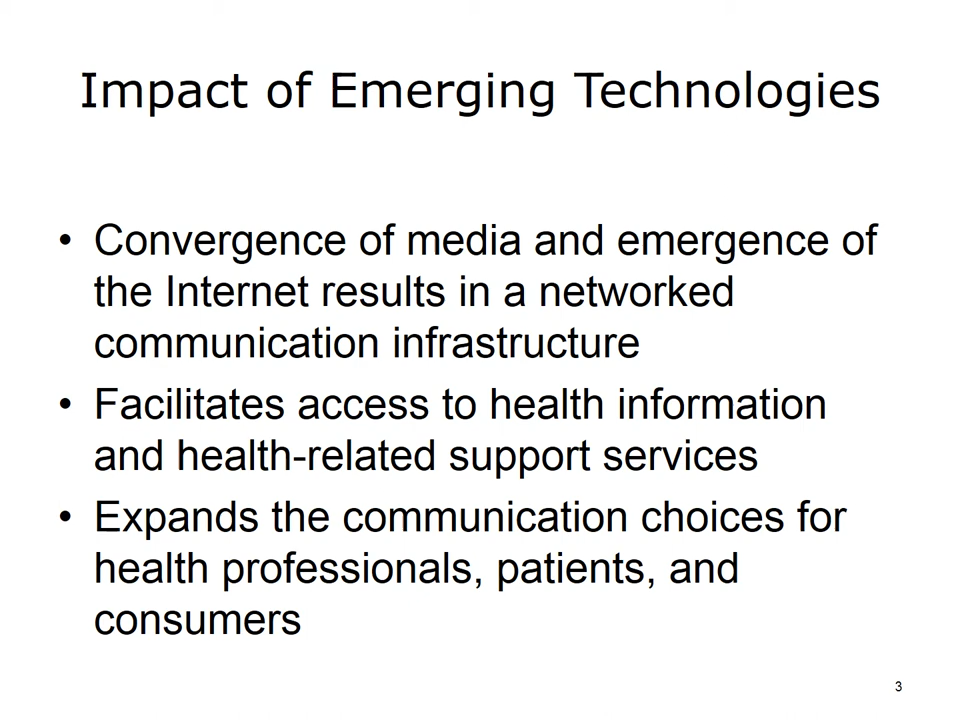 Impact of Emerging Technologies
• Convergence of media and emergence of
the Internet results in a networked
communication infrastructure
• Facilitates access to health information
and health-related support services
• Expands the communication choices for
health professionals, patients, and
consumers
3